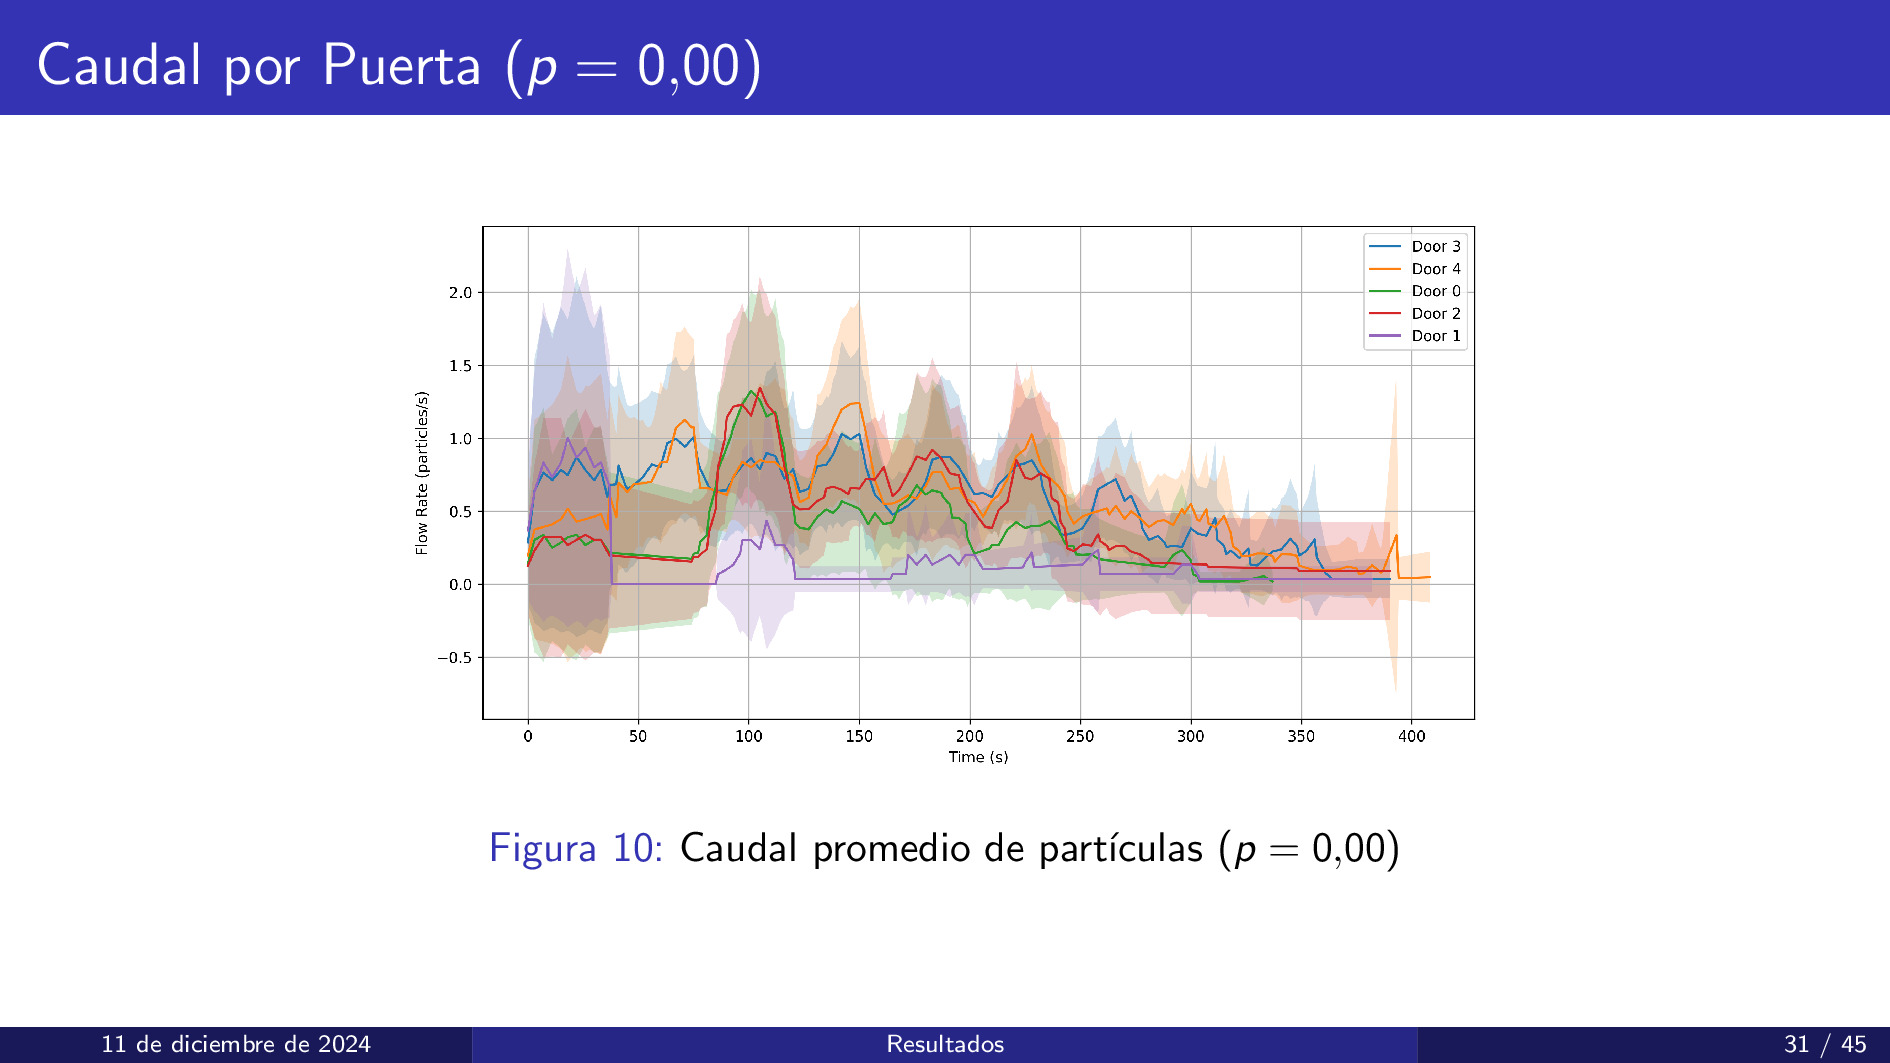 Caudal por Puerta (p = 0,00)
Door 3
Door 4
Door 0
Door 2
Door 1
Flow Rate (particles/s)
2.0
1.5
1.0
0.5
0.0
−0.5
0 50 100 150 200 250 300 350 400
Time (s)
Figura 10: Caudal promedio de partículas (p = 0,00)
11 de diciembre de 2024 Resultados 31 / 45